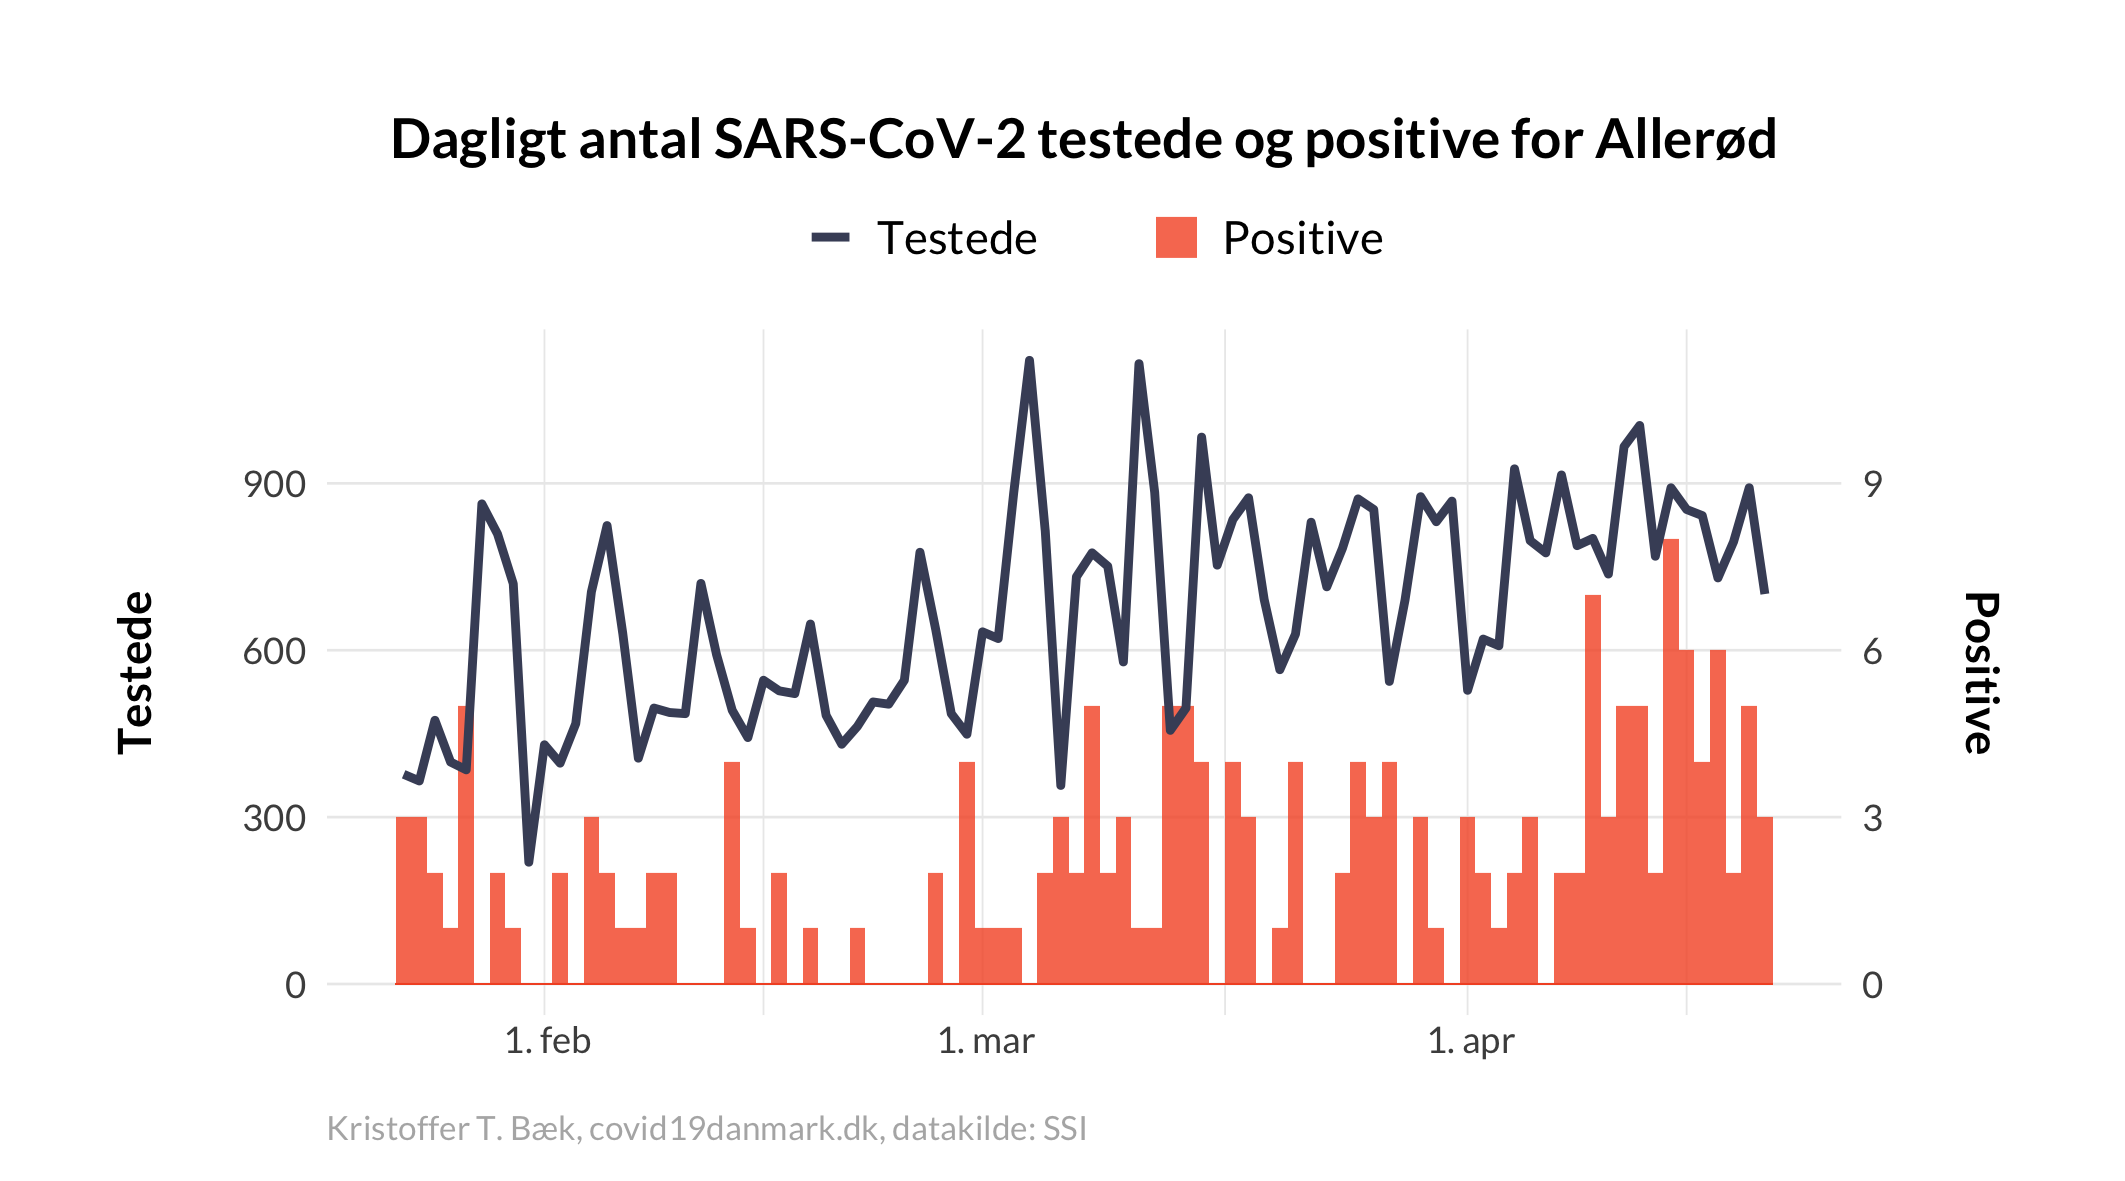 Dagligt antal SARS-CoV-2 testede og positive for Allerød
Testede
Positive
900
600
300
0
9
6
3
0
Testede
Positive
1. feb
1. mar
1. apr
Kristoffer T. Bæk, covid19danmark.dk, datakilde: SSI